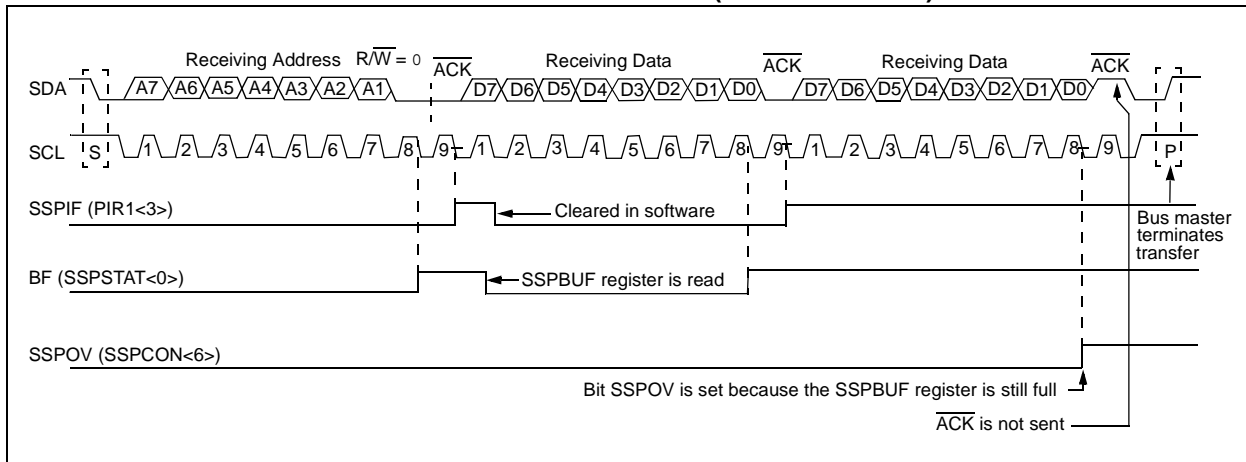 Receiving Address R/W = 0 ACK Receiving Data ACK Receiving Data ACK
SDA A7 A6 A5 A4 A3 A2 A1 D7 D6 D5 D4 D3 D2 D1 D0 D7 D6 D5 D4 D3 D2 D1 D0
SCL S 1 2 3 4 5 6 7 8 9 1 2 3 4 5 6 7 8 9 1 2 3 4 5 6 7 8 9 P
SSPIF (PIR1<3>)
Cleared in software
Bus master
terminates
transfer
BF (SSPSTAT<0>)
SSPBUF register is read
SSPOV (SSPCON<6>)
Bit SSPOV is set because the SSPBUF register is still full
ACK is not sent